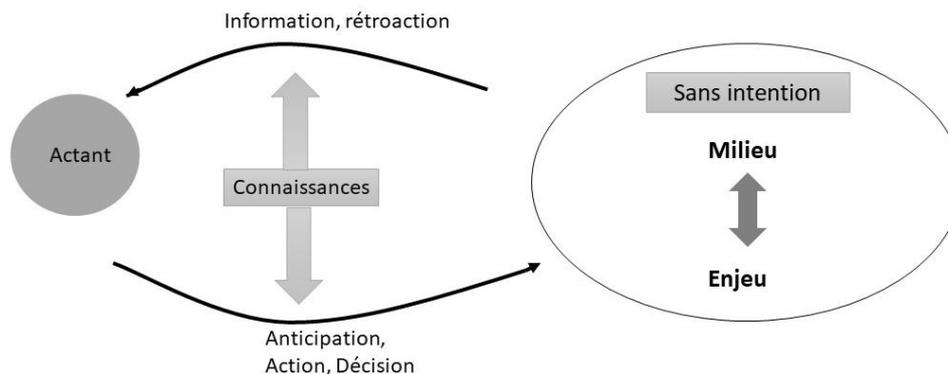 Information, rétroaction
Sans intention
Actant
Milieu
Connaissances
Enjeu
Anticipation,
Action, Décision